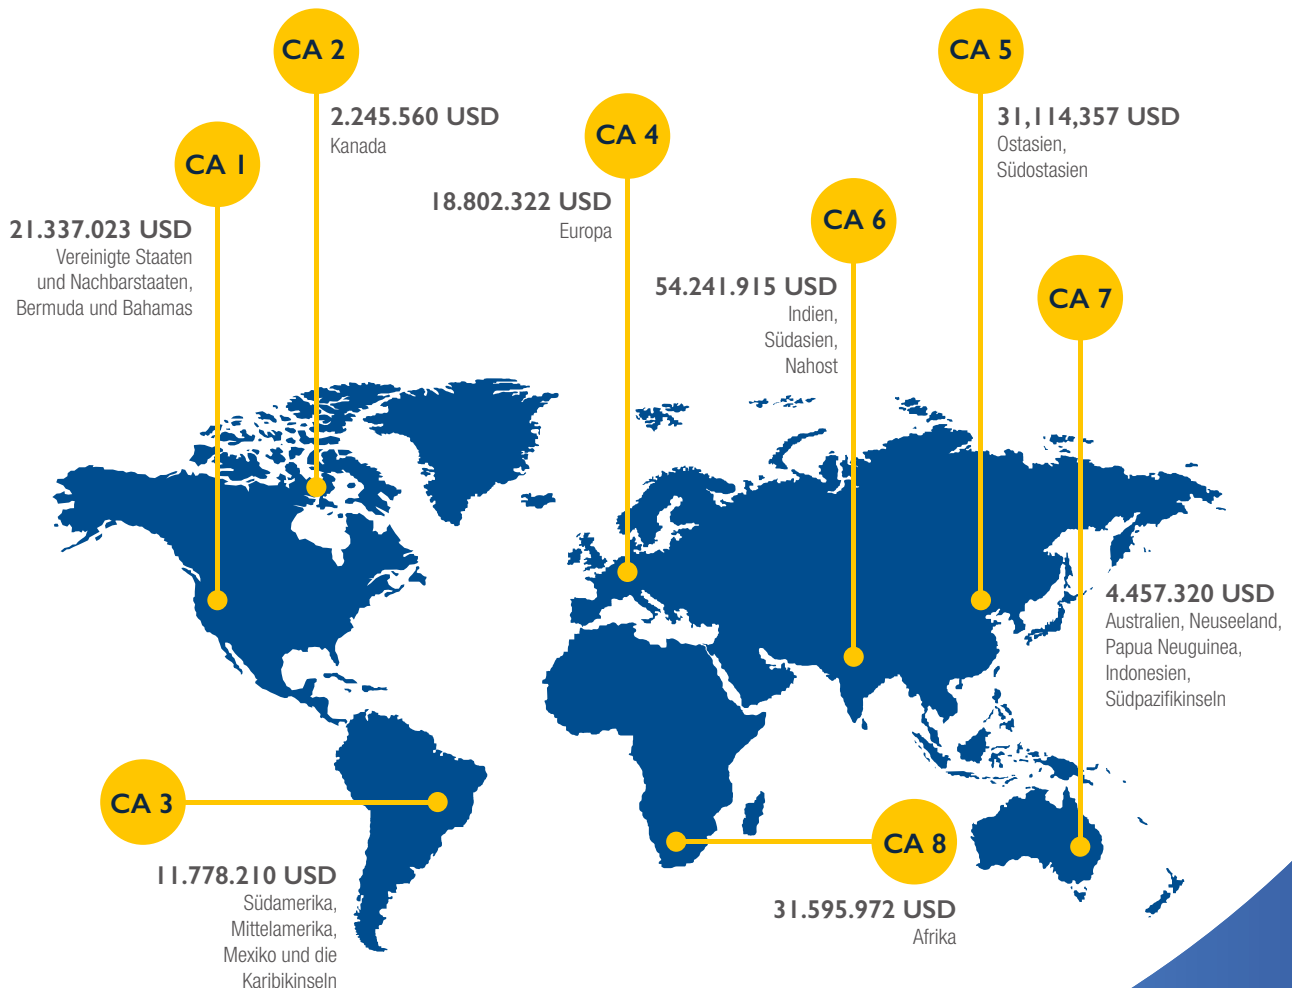 CA 1
21.337.023 USD
Vereinigte Staaten
und Nachbarstaaten,
Bermuda und Bahamas
CA 2
2.245.560 USD
Kanada
CA 3
11.778.210 USD
Südamerika,
Mittelamerika,
Mexiko und die
Karibikinseln
CA 4
18.802.322 USD
Europa
CA 5
31,114,357 USD
Ostasien,
Südostasien
CA 6
54.241.915 USD
Indien,
Südasien,
Nahost
CA 7
4.457.320 USD
Australien, Neuseeland,
Papua Neuguinea,
Indonesien,
Südpazifikinseln
CA 8
31.595.972 USD
Afrika